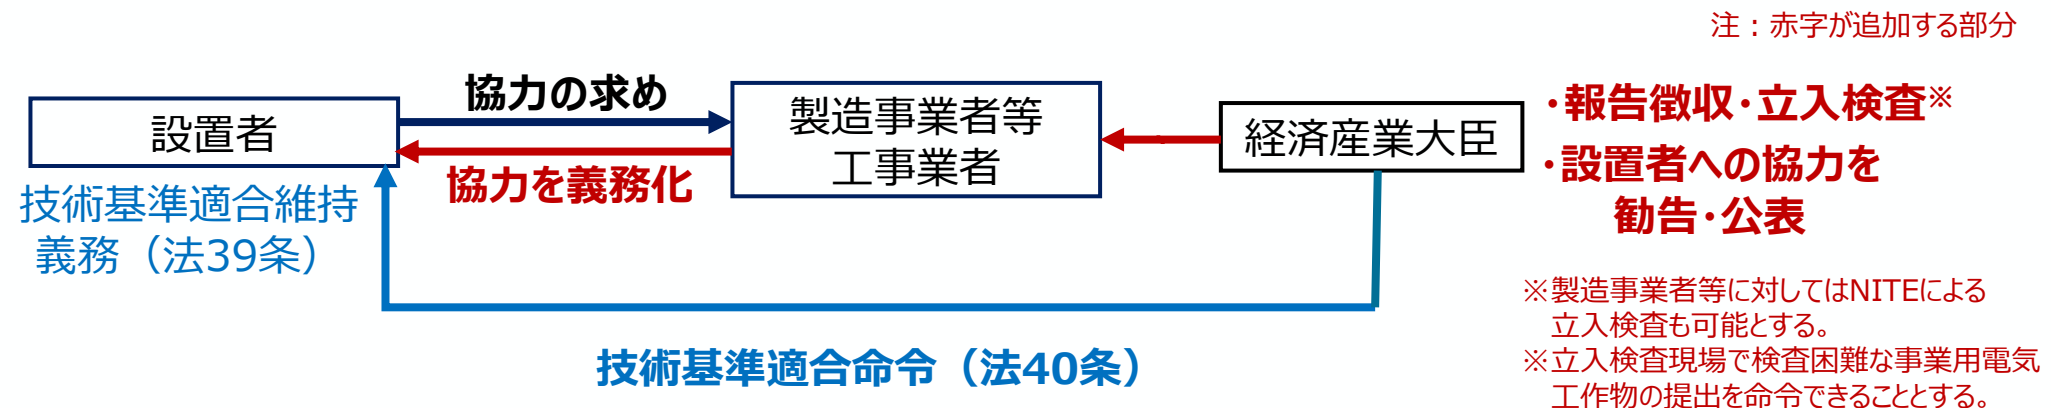 注：赤字が追加する部分
協力の求め
設置者
製造事業者等
工事業者
経済産業大臣
・報告徴収・立入検査※
・設置者への協力を
勧告・公表
協力を義務化
技術基準適合維持
義務（法39条）
※製造事業者等に対してはNITEによる
立入検査も可能とする。
※立入検査現場で検査困難な事業用電気
工作物の提出を命令できることとする。
技術基準適合命令（法40条）